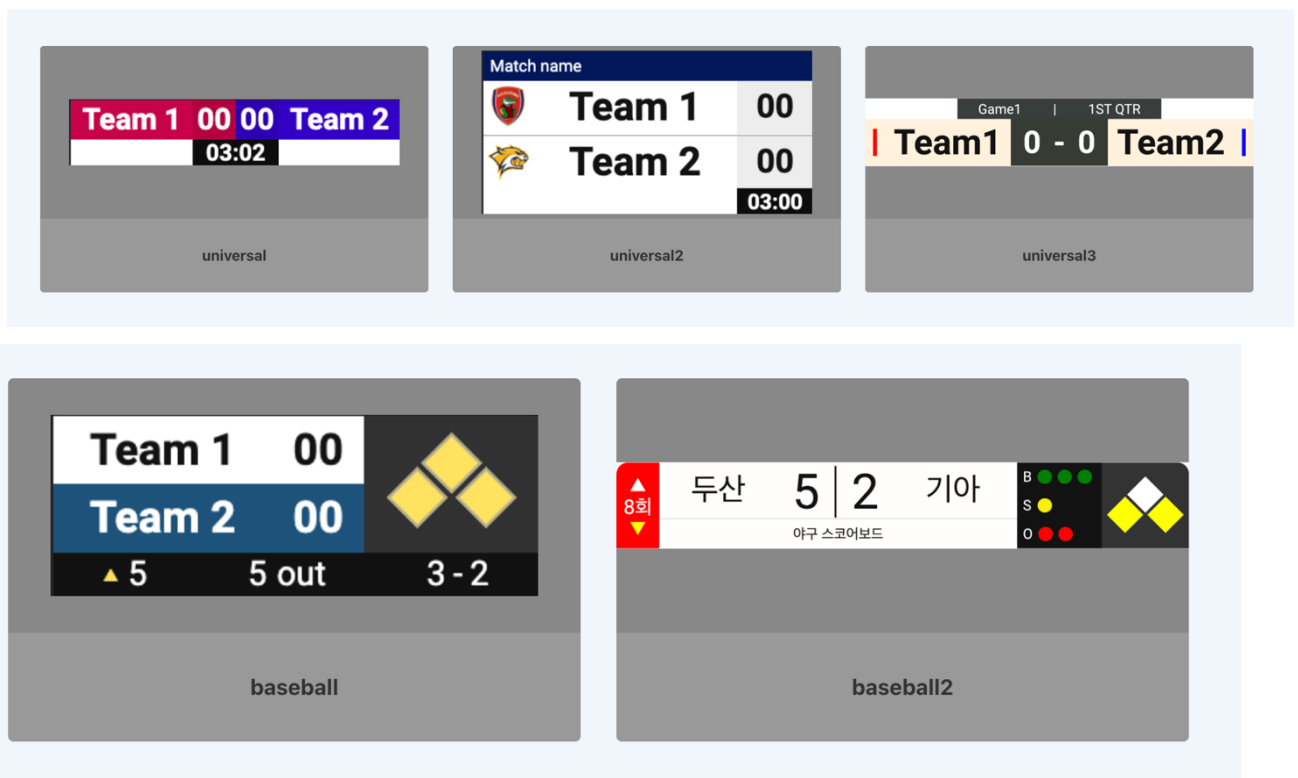 Team 1 00 00 Team 2
03:02
universal
Match name
Team 1 00
Team 2 00
03:00
universal2
Game1 | 1ST QTR
Team1 0 - 0 Team2
universal3
Team 1 00
Team 2 00
▲ 5 5 out 3 - 2
baseball
▲
8회
▼
두산 5 | 2 기아
야구 스코어보드
B
S
O
baseball2